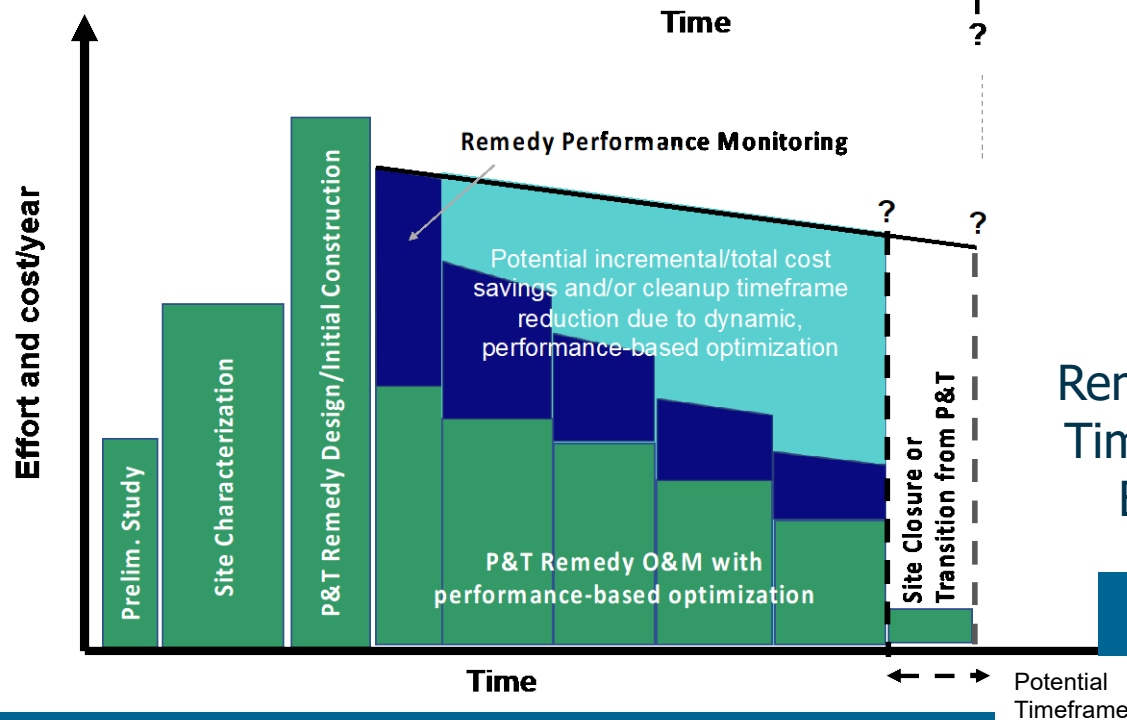 Time
?
Effort and cost/year
Remedy Performance Monitoring
?
?
Potential incremental/total cost
savings and/or cleanup timeframe
reduction due to dynamic,
performance-based optimization
Prelim. Study
Site Characterization
P&T Remedy Design/Initial Construction
P&T Remedy O&M with
performance-based optimization
Site Closure or
Transition from P&T
Time
Potential
Timeframe